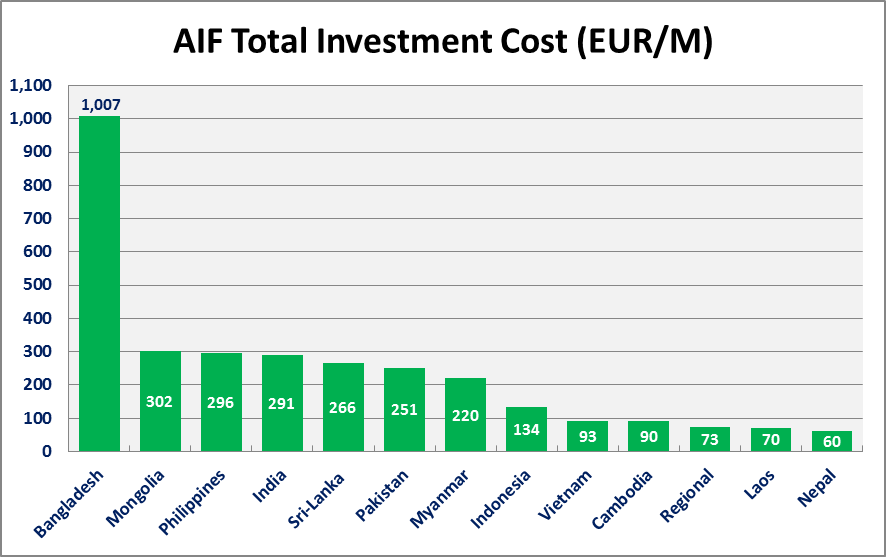 AIF Total Investment Cost (EUR/M)
1,100
1,000
900
800
700
600
500
400
300
200
100
0
1,007
302
296
291
266
251
220
134
93
90
73
70
60
Bangladesh
Mongolia
Philippines
India
Sri-Lanka
Pakistan
Myanmar
Indonesia
Vietnam
Cambodia
Regional
Laos
Nepal